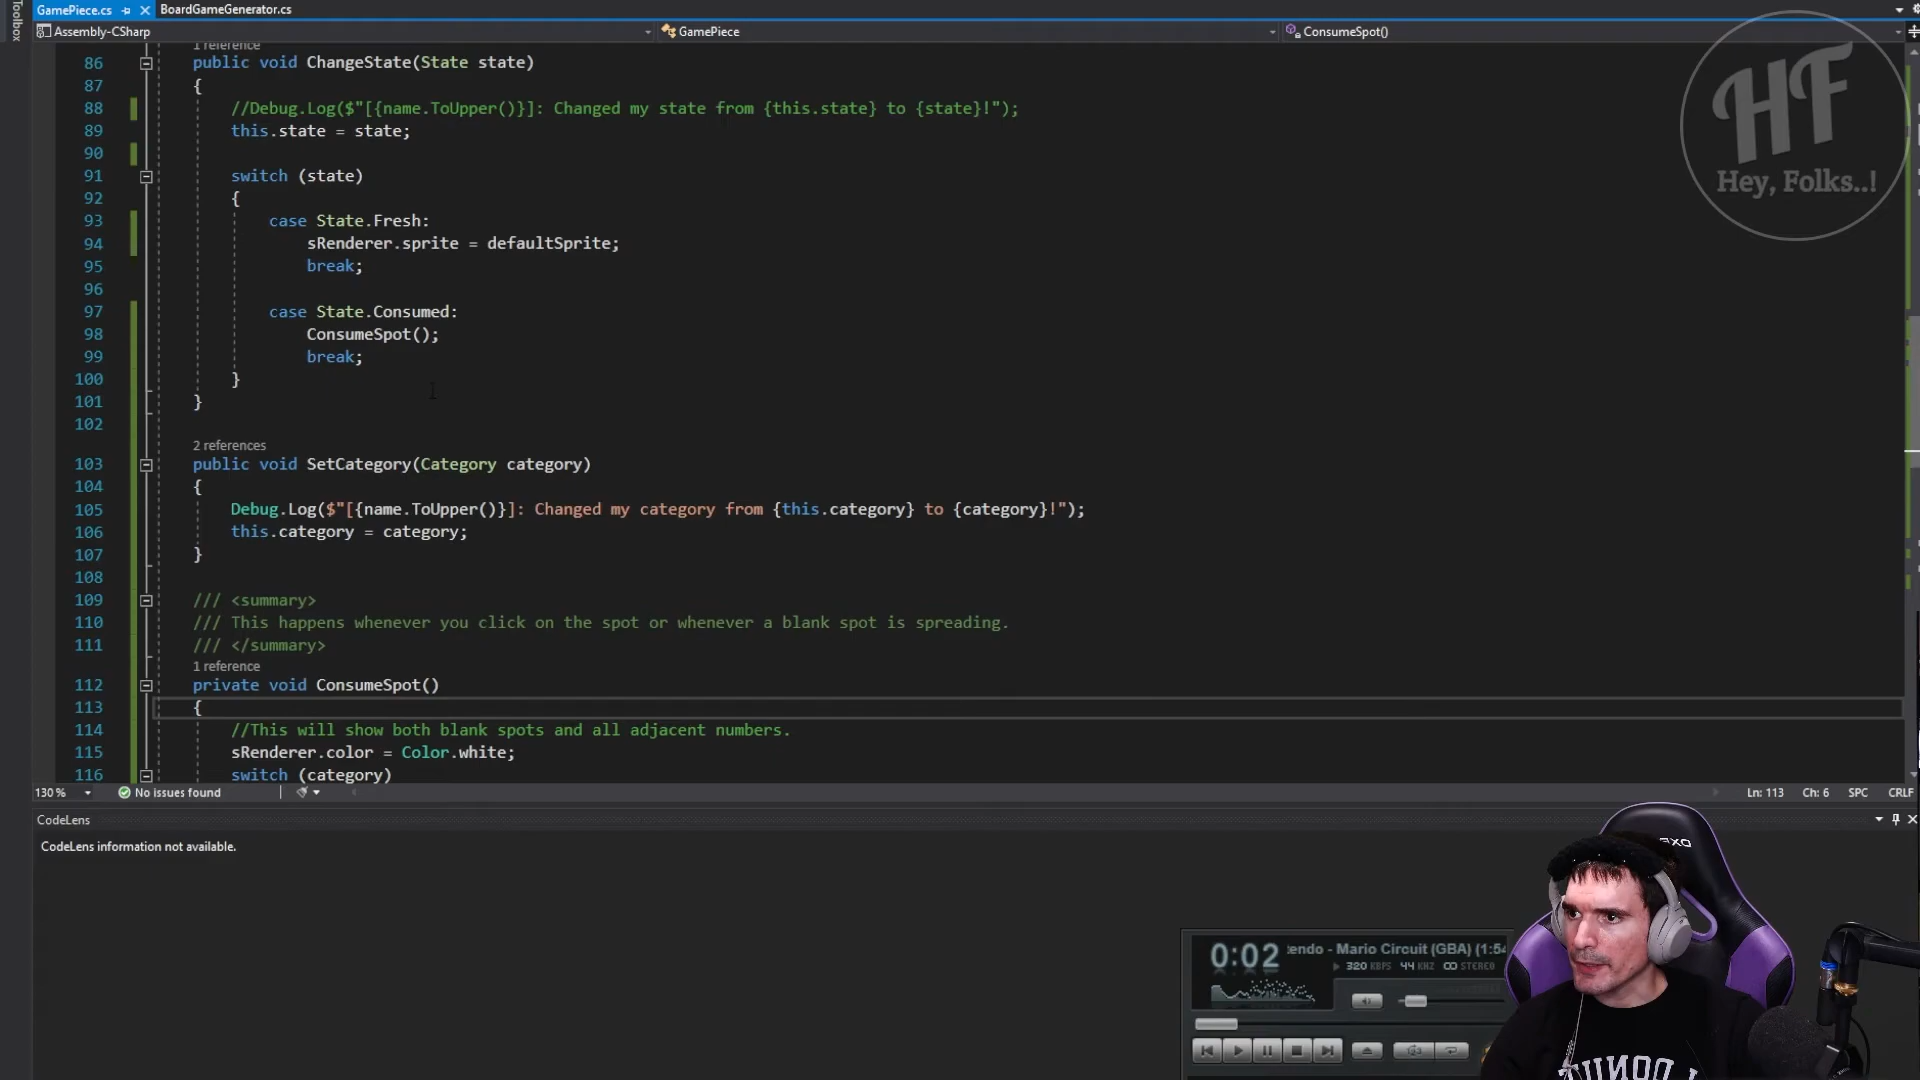 Toolbox
GamePiece.cs
BoardGameGenerator.cs
Assembly-CSharp
GamePiece
ConsumeSpot()
1 reference
86 public void ChangeState(State state)
87 {
88 //Debug.Log($"[{name.ToUpper()}]: Changed my state from {this.state} to {state}!");
89 this.state = state;
90
91 switch (state)
92 {
93 case State.Fresh:
94 sRenderer.sprite = defaultSprite;
95 break;
96
97 case State.Consumed:
98 ConsumeSpot();
99 break;
100 }
101 }
102
2 references
103 public void SetCategory(Category category)
104 {
105 Debug.Log($"[{name.ToUpper()}]: Changed my category from {this.category} to {category}!");
106 this.category = category;
107 }
108
109 /// <summary>
110 /// This happens whenever you click on the spot or whenever a blank spot is spreading.
111 /// </summary>
1 reference
112 private void ConsumeSpot()
113 {
114 //This will show both blank spots and all adjacent numbers.
115 sRenderer.color = Color.white;
116 switch (category)
HF
Hey, Folks..!
130 %
No issues found
Ln: 113 Ch: 6 SPC CRLF
CodeLens
CodeLens information not available.
0:02
tendo - Mario Circuit (GBA) (1:54
320 KBPS 44 KHZ STEREO